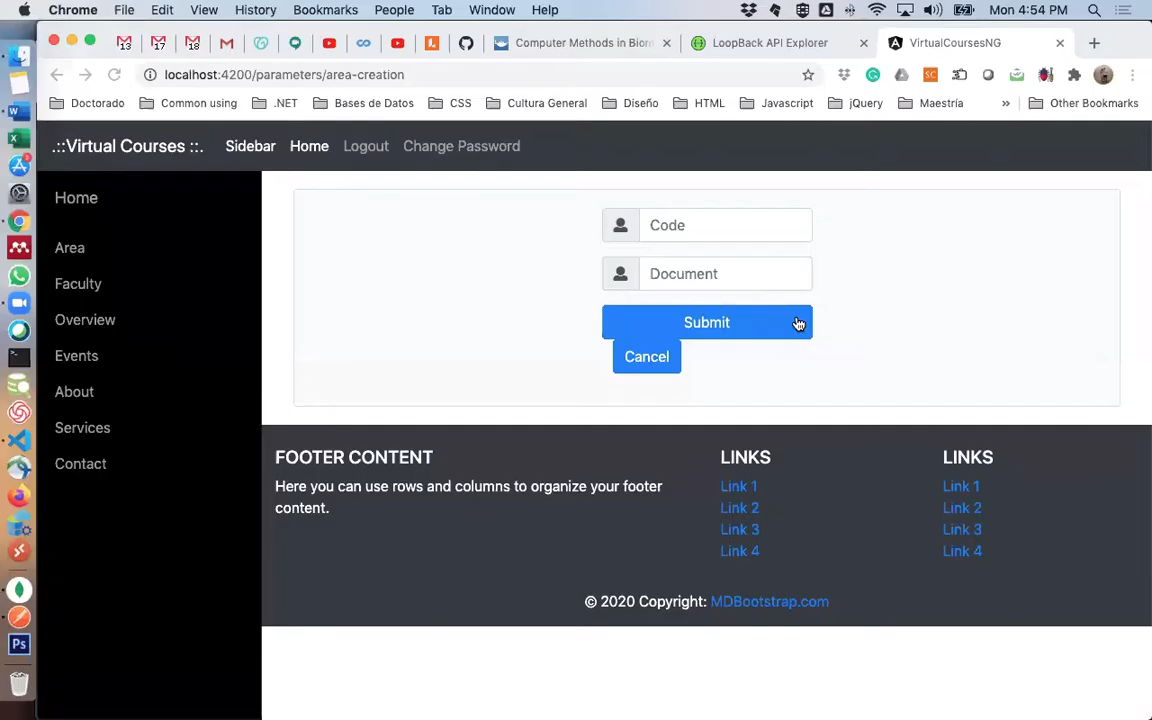 Chrome File Edit View History Bookmarks People Tab Window Help Mon 4:54 PM
13 17 18 Computer Methods in Biom LoopBack API Explorer VirtualCoursesNG
localhost:4200/parameters/area-creation
Doctorado Common using .NET Bases de Datos CSS Cultura General Diseño HTML Javascript jQuery Maestría » Other Bookmarks
.::Virtual Courses ::. Sidebar Home Logout Change Password
Home
Area
Faculty
Overview
Events
About
Services
Contact
Code
Document
Submit
Cancel
FOOTER CONTENT
Here you can use rows and columns to organize your footer
content.
LINKS
Link 1
Link 2
Link 3
Link 4
LINKS
Link 1
Link 2
Link 3
Link 4
© 2020 Copyright: MDBootstrap.com
Ps